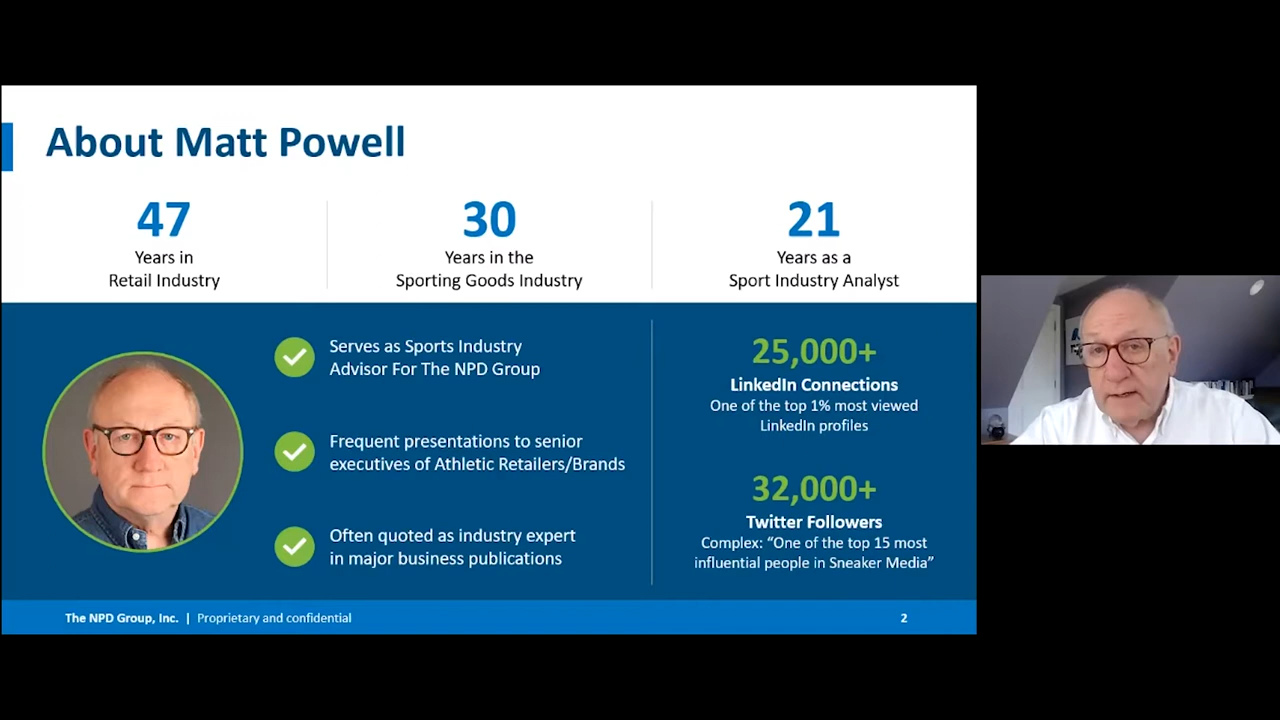 About Matt Powell
47
Years in
Retail Industry
30
Years in the
Sporting Goods Industry
21
Years as a
Sport Industry Analyst
Serves as Sports Industry
Advisor For The NPD Group
Frequent presentations to senior
executives of Athletic Retailers/Brands
Often quoted as industry expert
in major business publications
25,000+
LinkedIn Connections
One of the top 1% most viewed
LinkedIn profiles
32,000+
Twitter Followers
Complex: “One of the top 15 most
influential people in Sneaker Media”
The NPD Group, Inc. | Proprietary and confidential
2